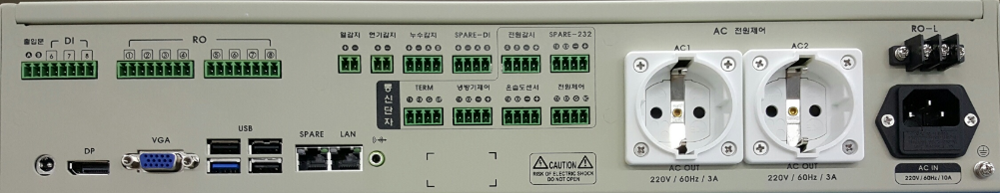 출입문 DI
6 7 8
RO
① ② ③ ④ ⑤ ⑥ ⑦ ⑧
열감지 연기감지 누수감지 SPARE-DI 전원감시 SPARE-232
AC 전원제어
AC1 AC2
RO-L
통신단자
TERM 냉방기제어 온습도센서 전원제어
DP VGA USB SPARE LAN
CAUTION
RISK OF ELECTRIC SHOCK
DO NOT OPEN
AC OUT
220V / 60Hz / 3A
AC OUT
220V / 60Hz / 3A
AC IN
220V / 60Hz / 10A